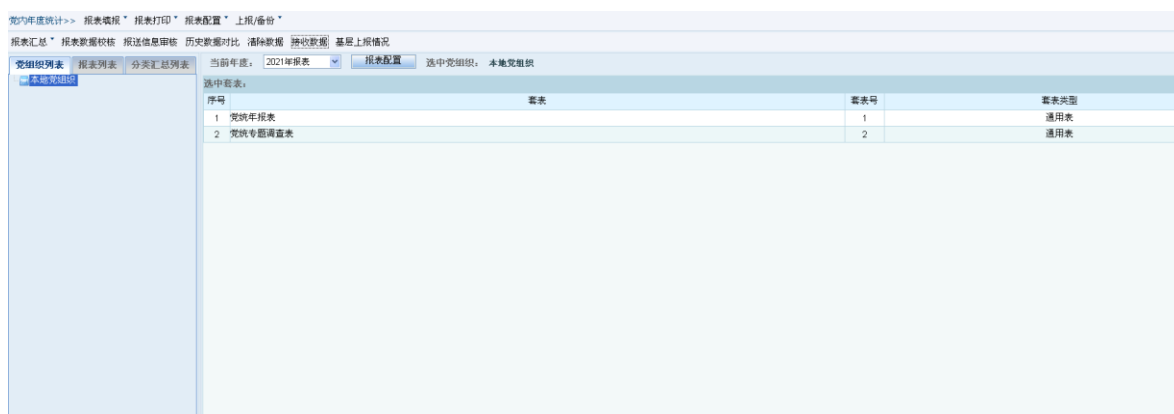 党内年度统计>> 报表填报 报表打印 报表配置 上报/备份
报表汇总 报表数据校核 报送信息审核 历史数据对比 清除数据 接收数据 基层上报情况
党组织列表 报表列表 分类汇总列表 当前年度： 2021年报表 报表配置 选中党组织： 本地党组织
本地党组织 选中套表：
序号 套表 套表号 套表类型
1 党统年报表 1 通用表
2 党统专题调查表 2 通用表